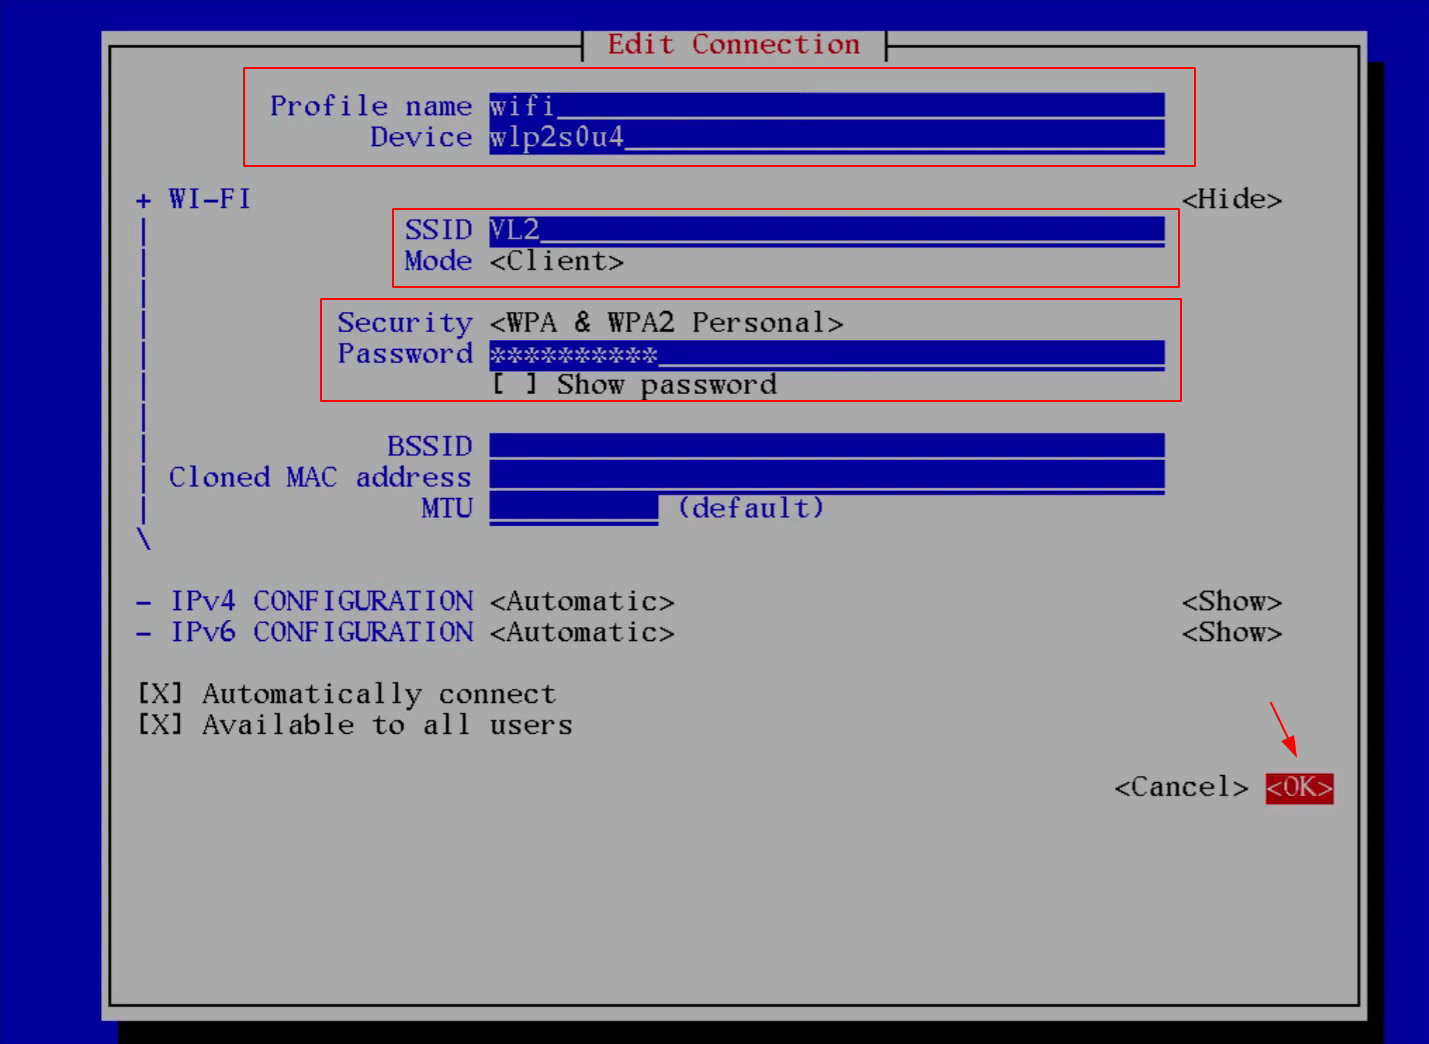 Edit Connection
Profile name wifi
Device wlp2s0u4
+ WI-FI <Hide>
SSID VL2
Mode <Client>
Security <WPA & WPA2 Personal>
Password **********
[ ] Show password
BSSID
Cloned MAC address
MTU (default)
- IPv4 CONFIGURATION <Automatic> <Show>
- IPv6 CONFIGURATION <Automatic> <Show>
[X] Automatically connect
[X] Available to all users
<Cancel> <OK>